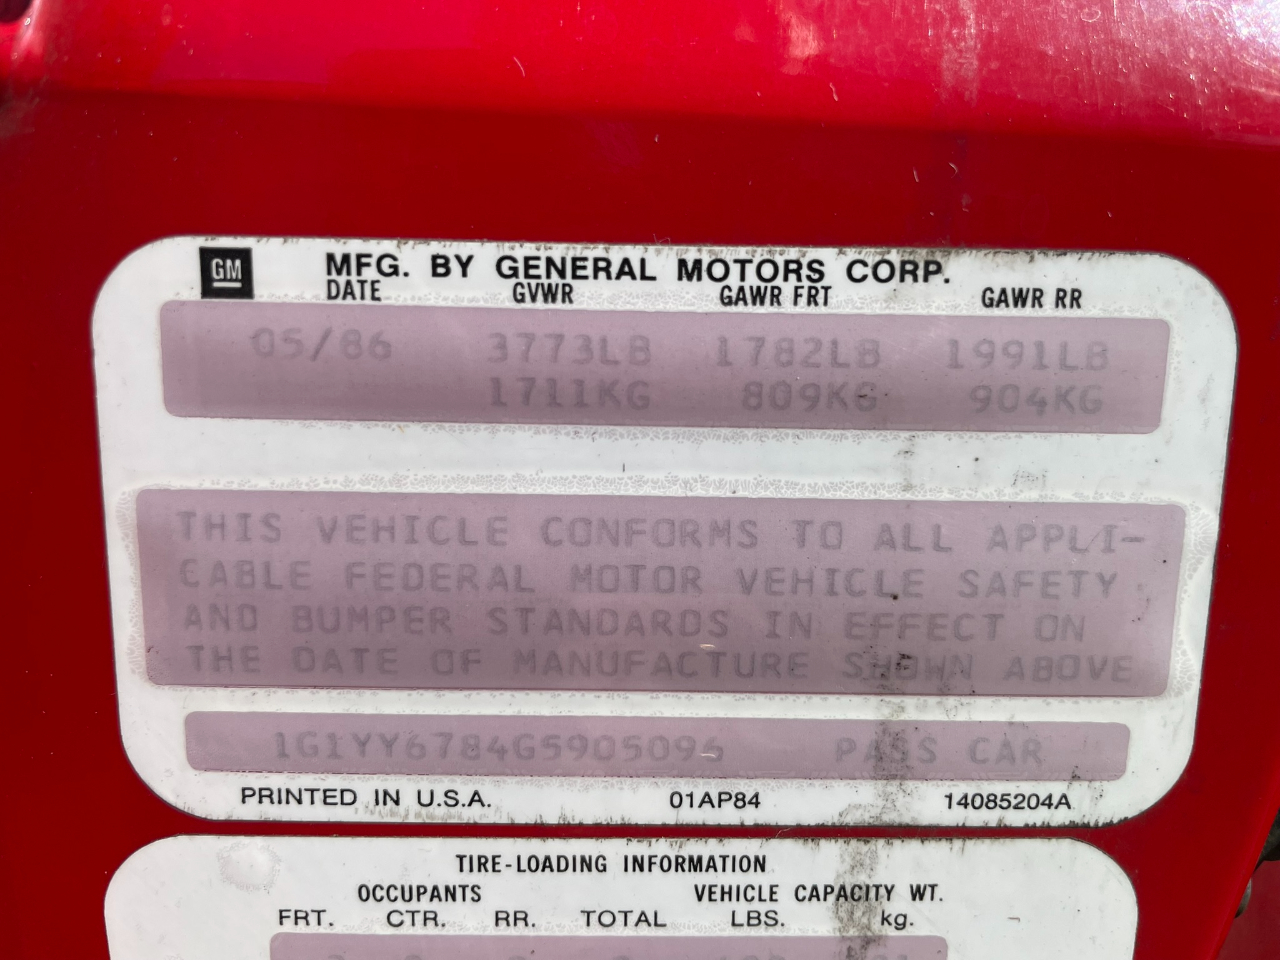 GM MFG. BY GENERAL MOTORS CORP.
DATE GVWR GAWR FRT GAWR RR
05/86 3773LB 1782LB 1991LB
1711KG 809KG 904KG
THIS VEHICLE CONFORMS TO ALL APPLI-
CABLE FEDERAL MOTOR VEHICLE SAFETY
AND BUMPER STANDARDS IN EFFECT ON
THE DATE OF MANUFACTURE SHOWN ABOVE
1G1YY6784G5905096 PASS CAR
PRINTED IN U.S.A. 01AP84 14085204A
TIRE-LOADING INFORMATION
OCCUPANTS VEHICLE CAPACITY WT.
FRT. CTR. RR. TOTAL LBS. kg.